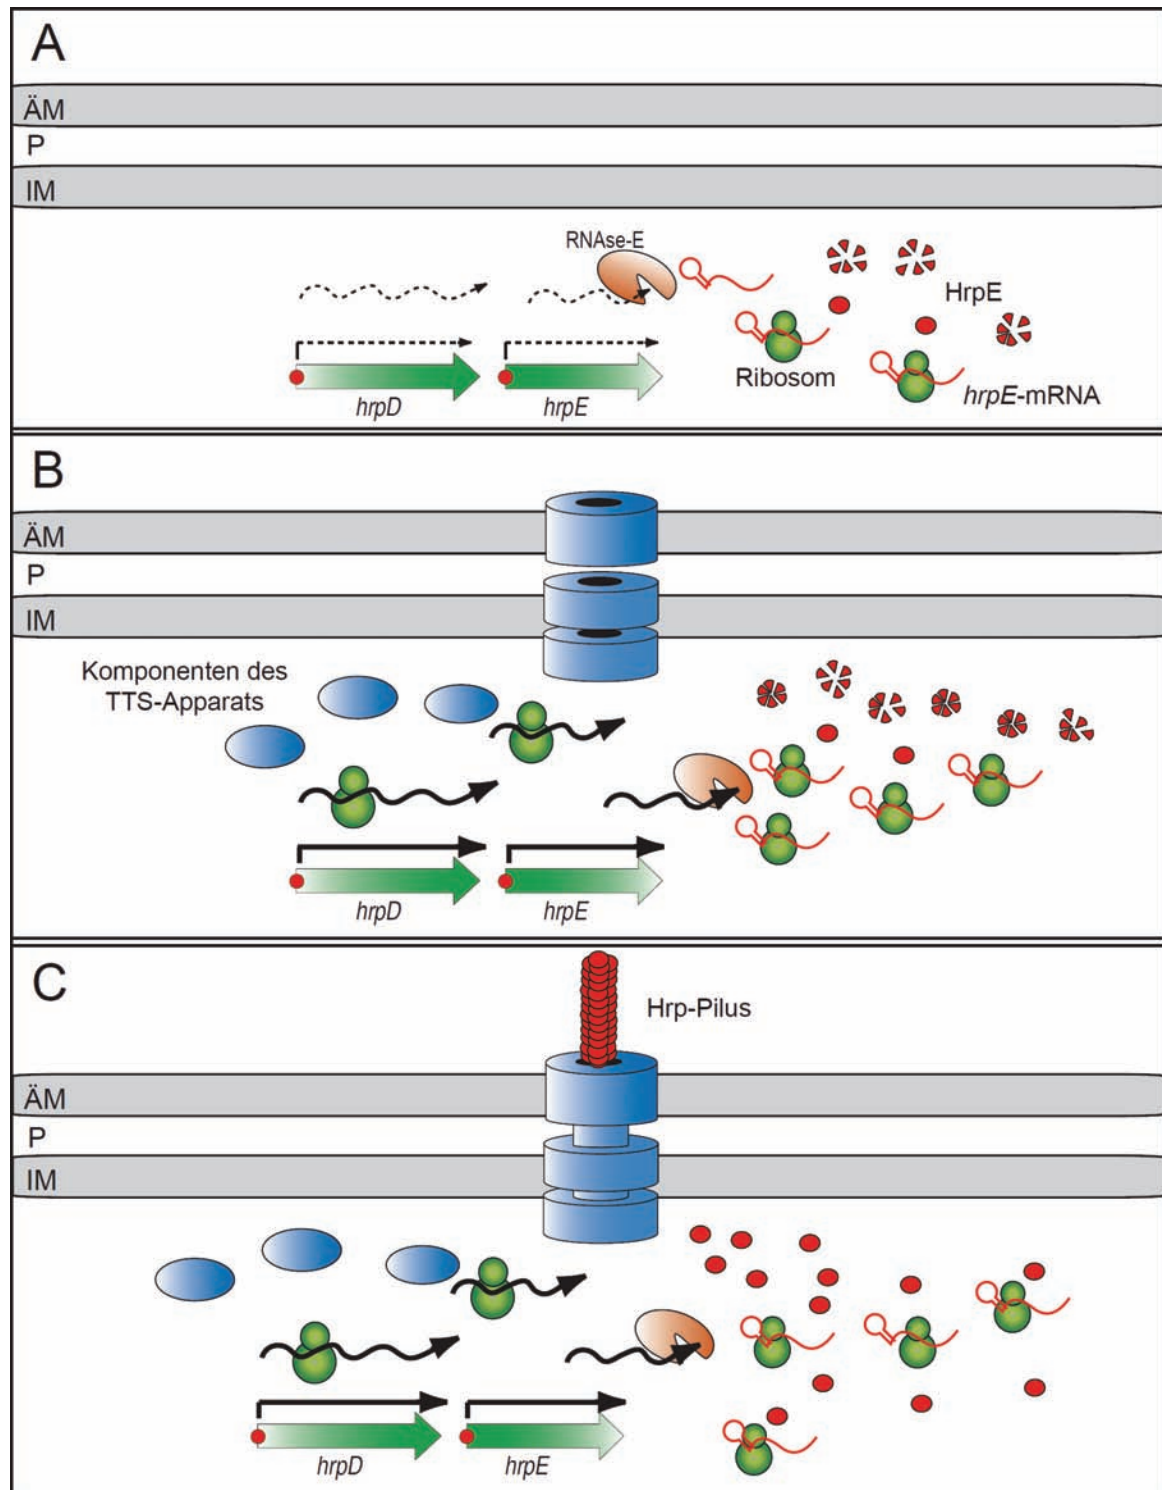 A
ÄM
P
IM
RNAse-E
HrpE
Ribosom
hrpE-mRNA
hrpD
hrpE
B
ÄM
P
IM
Komponenten des
TTS-Apparats
hrpD
hrpE
C
Hrp-Pilus
ÄM
P
IM
hrpD
hrpE